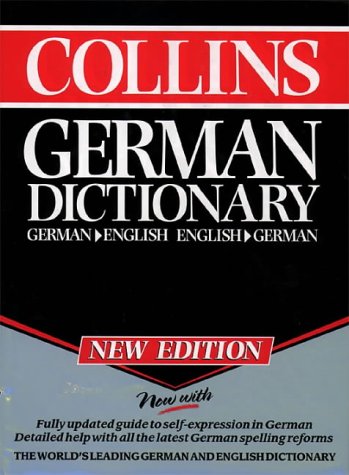 COLLINS
GERMAN
DICTIONARY
GERMAN▶ENGLISH ENGLISH▶GERMAN
NEW EDITION
Now with
Fully updated guide to self-expression in German
Detailed help with all the latest German spelling reforms
THE WORLD'S LEADING GERMAN AND ENGLISH DICTIONARY